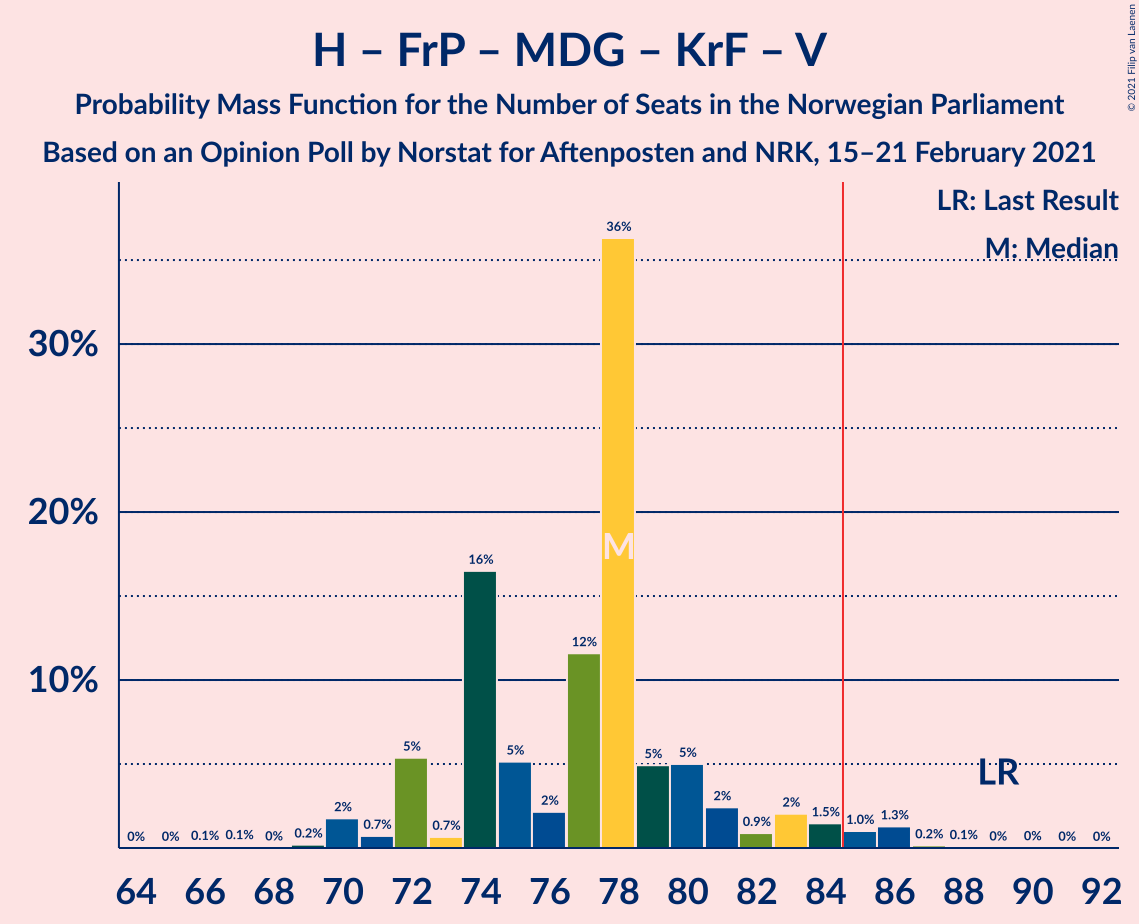 H – FrP – MDG – KrF – V
Probability Mass Function for the Number of Seats in the Norwegian Parliament
Based on an Opinion Poll by Norstat for Aftenposten and NRK, 15–21 February 2021
© 2021 Filip van Laenen
LR: Last Result
M: Median
30%
20%
10%
0% 0% 0.1% 0.1% 0% 0.2% 2% 0.7% 5% 0.7% 16% 5% 2% 12% 36% 5% 5% 2% 0.9% 2% 1.5% 1.0% 1.3% 0.2% 0.1% 0% 0% 0% 0%
M
LR
64 66 68 70 72 74 76 78 80 82 84 86 88 90 92